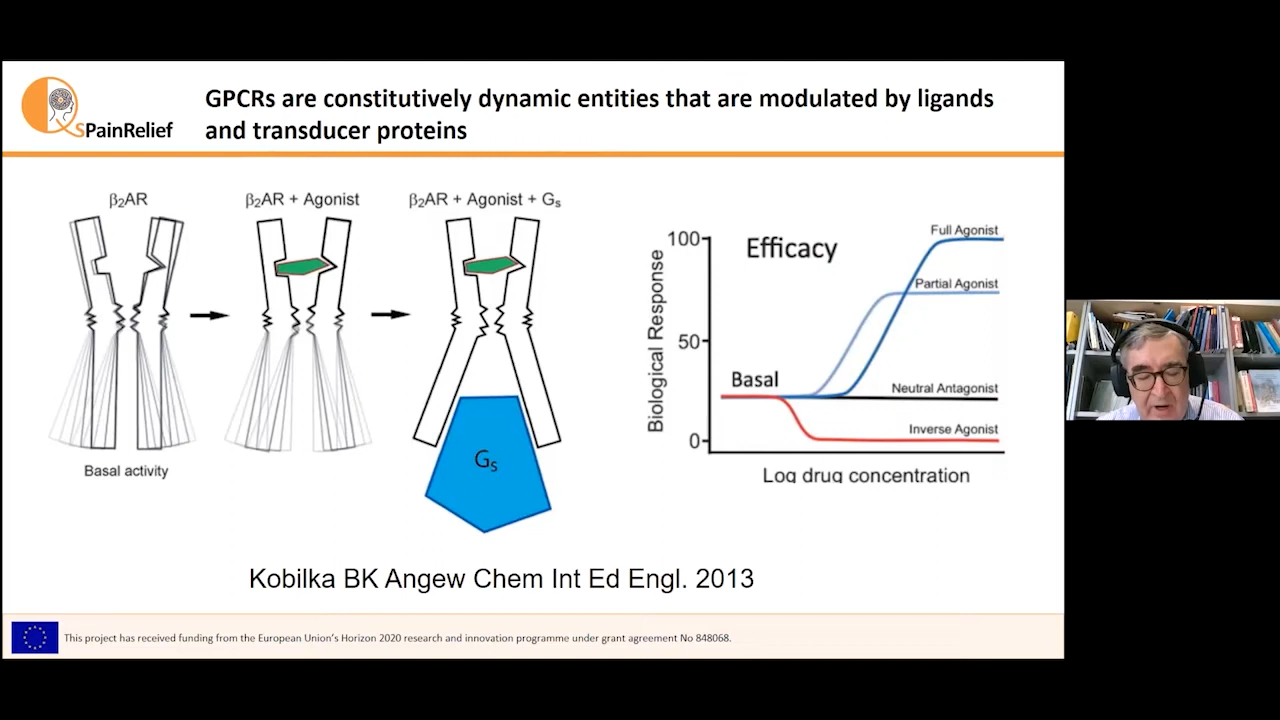 SPainRelief
GPCRs are constitutively dynamic entities that are modulated by ligands
and transducer proteins
β₂AR
β₂AR + Agonist
β₂AR + Agonist + Gₛ
Basal activity
Gₛ
Biological Response
100
50
0
Efficacy
Basal
Full Agonist
Partial Agonist
Neutral Antagonist
Inverse Agonist
Log drug concentration
Kobilka BK Angew Chem Int Ed Engl. 2013
This project has received funding from the European Union's Horizon 2020 research and innovation programme under grant agreement No 848068.